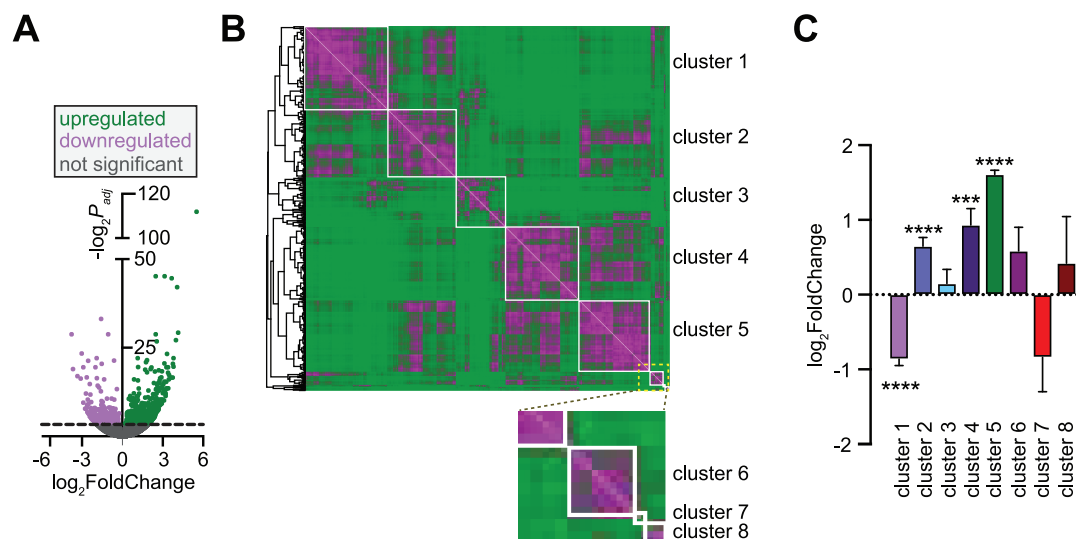 A
upregulated
downregulated
not significant
-log₂P_adj
120
100
50
25
-6 -3 0 3 6
log₂FoldChange
B
cluster 1
cluster 2
cluster 3
cluster 4
cluster 5
cluster 6
cluster 7
cluster 8
C
log₂FoldChange
2
1
0
-1
-2
****
****
***
****
cluster 1
cluster 2
cluster 3
cluster 4
cluster 5
cluster 6
cluster 7
cluster 8